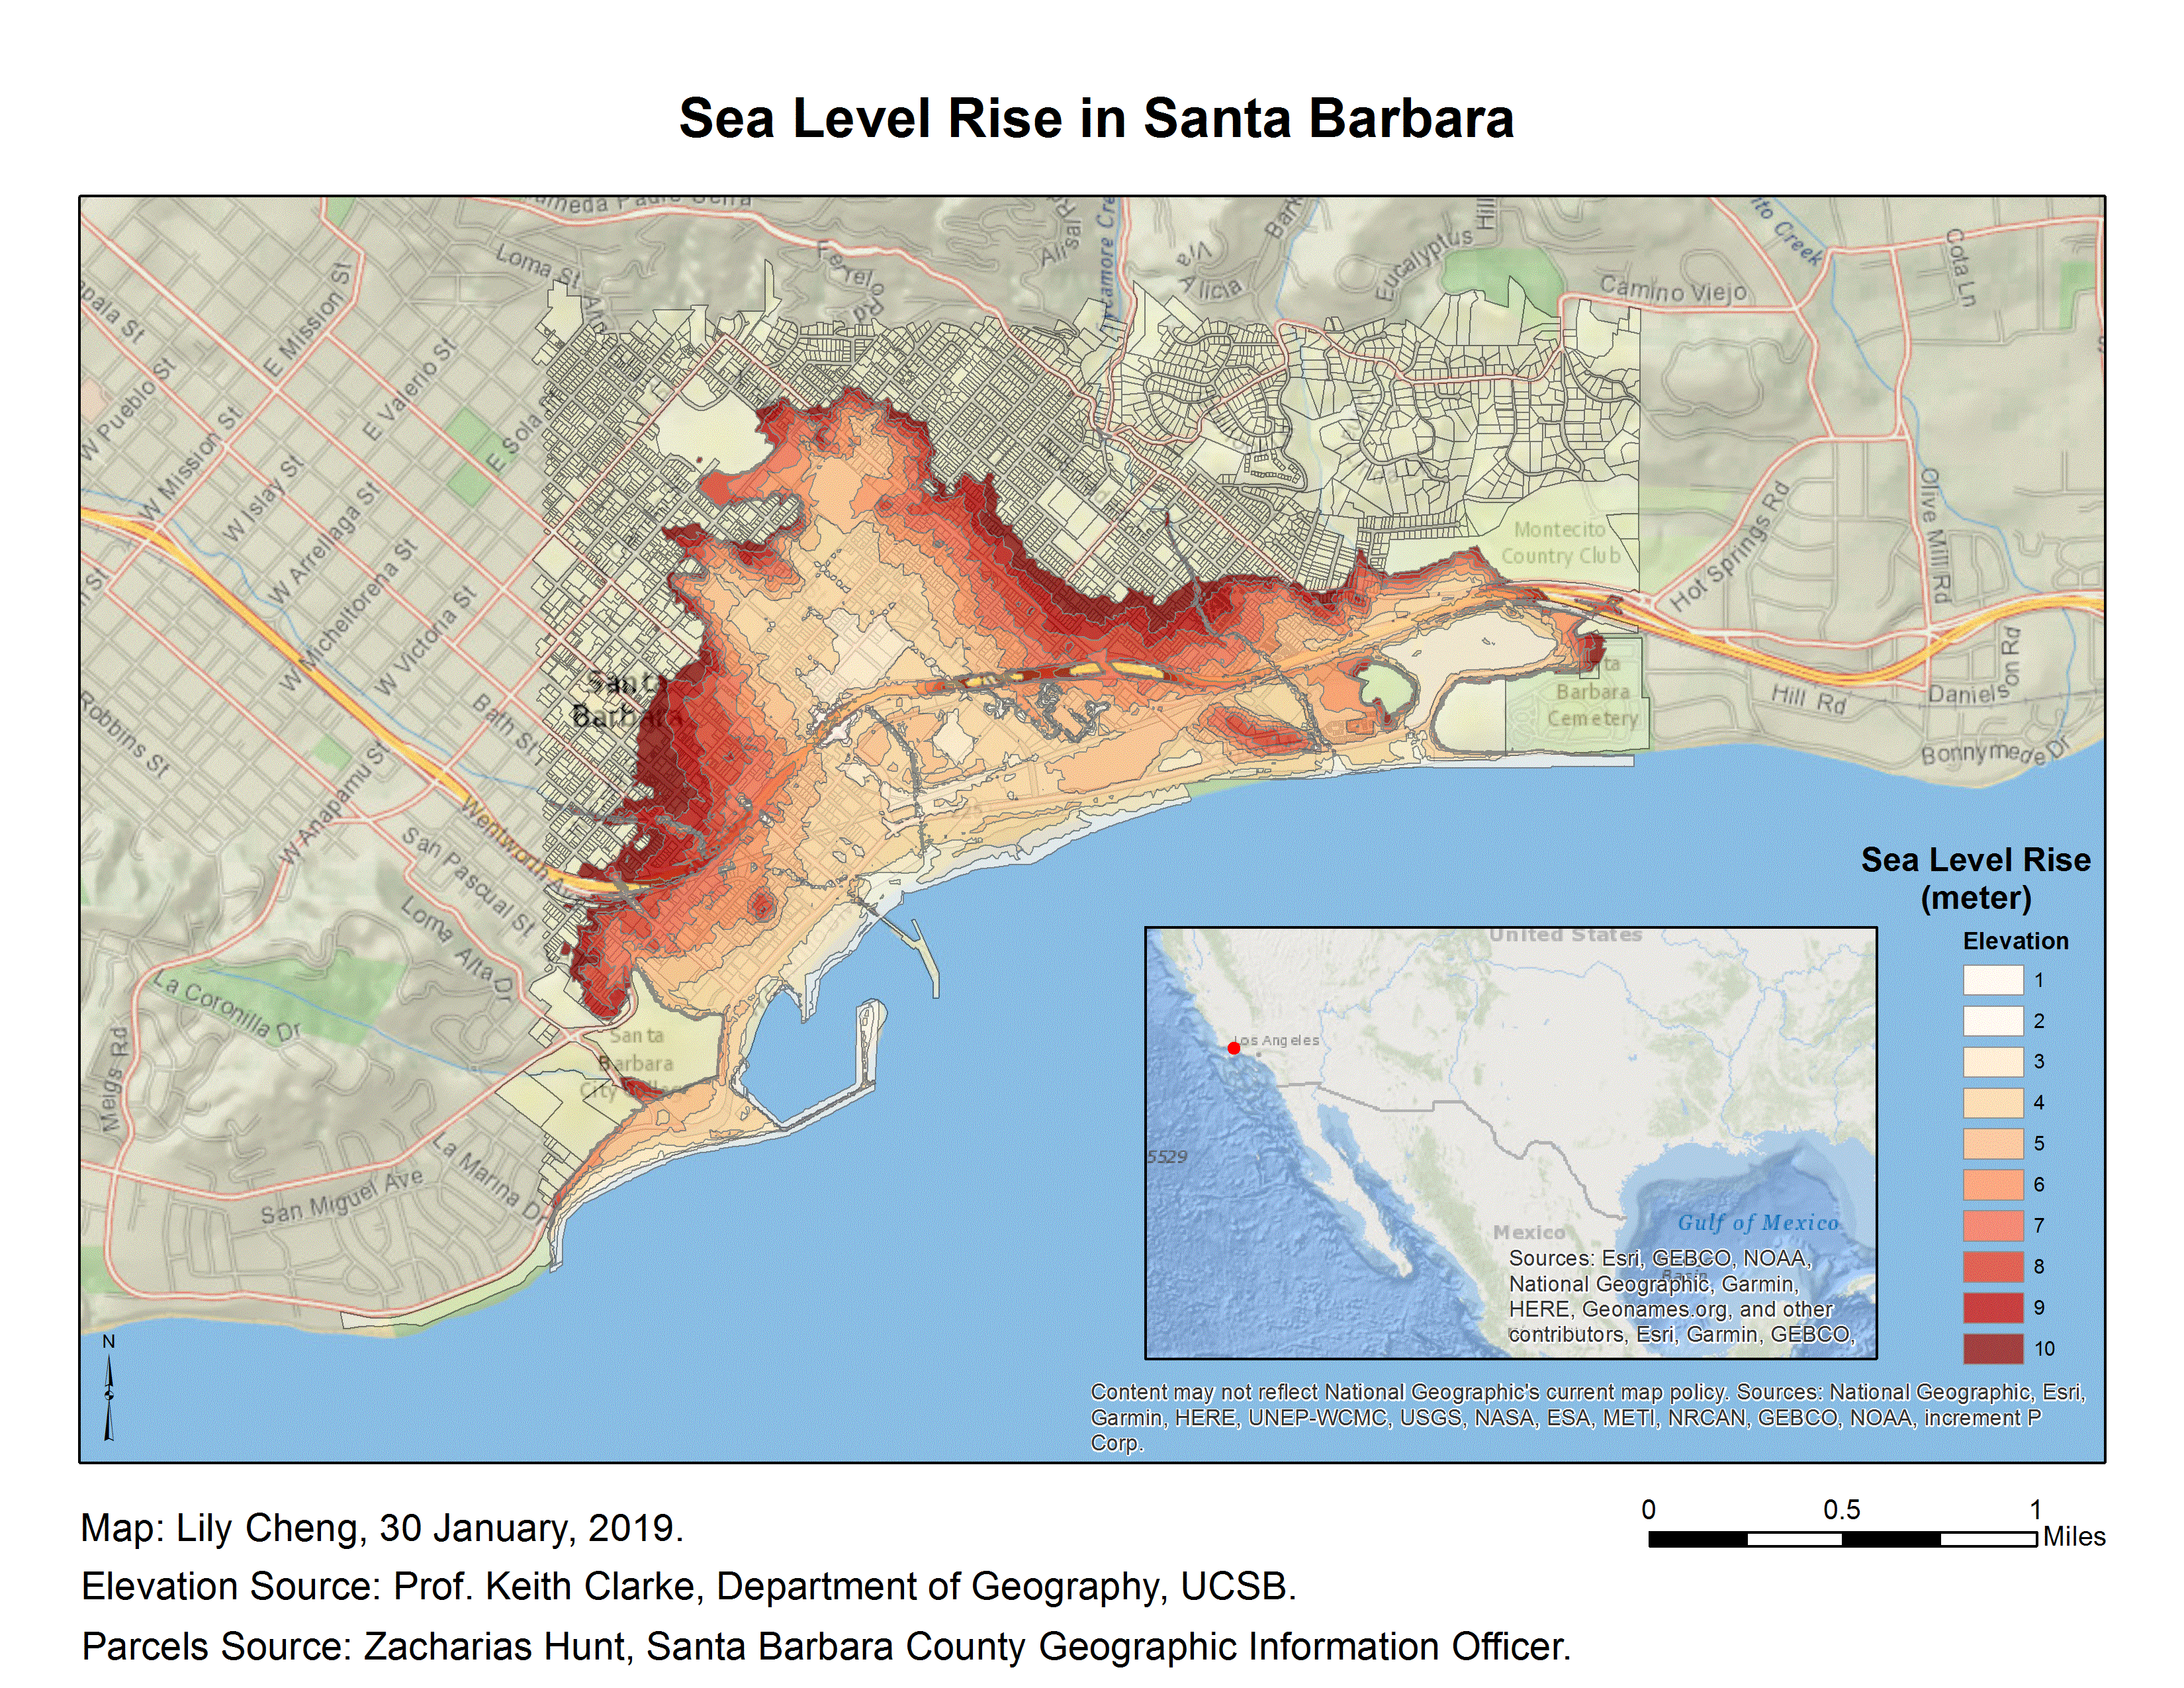 Sea Level Rise in Santa Barbara
Loma St
Ferrelo
Rd
Alisal R
Via
Alicia
Eucalyptus Hill
ito Creek
Camino Viejo
Cota Ln
E Mission St
W Pueblo St
W Mission St
E Valerio St
E Sola
W Islay St
W Arrellaga St
W Micheltorena St
W Victoria St
Bath St
Robbins St
W Anapamu St
Wentworth Av
San Pascual St
Loma Alta Dr
La Coronilla Dr
Meigs Rd
La Marina Dr
San Miguel Ave
Santa
Barbara
Santa
Barbara
City College
225
Montecito
Country Club
Hot Springs Rd
Olive Mill Rd
Barbara
Cemetery
Hill Rd
Danielson Rd
Bonnymede Dr
Sea Level Rise
(meter)
Elevation
1
2
3
4
5
6
7
8
9
10
United States
Los Angeles
5529
Mexico
Gulf of Mexico
Basin
Sources: Esri, GEBCO, NOAA,
National Geographic, Garmin,
HERE, Geonames.org, and other
contributors, Esri, Garmin, GEBCO,
Content may not reflect National Geographic's current map policy. Sources: National Geographic, Esri,
Garmin, HERE, UNEP-WCMC, USGS, NASA, ESA, METI, NRCAN, GEBCO, NOAA, increment P
Corp.
N
0 0.5 1
Miles
Map: Lily Cheng, 30 January, 2019.
Elevation Source: Prof. Keith Clarke, Department of Geography, UCSB.
Parcels Source: Zacharias Hunt, Santa Barbara County Geographic Information Officer.